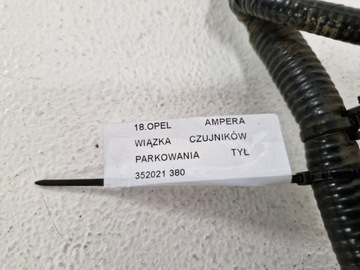 18.OPEL AMPERA
WIĄZKA CZUJNIKÓW
PARKOWANIA TYŁ
352021 380